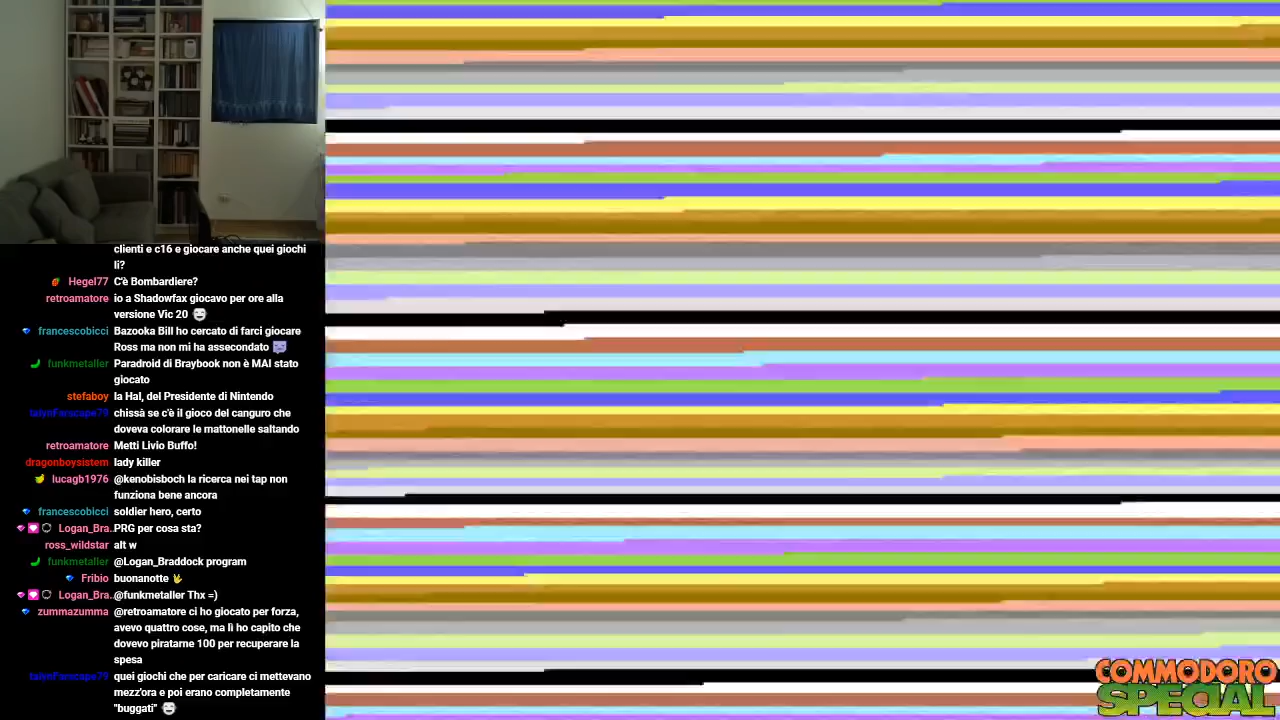 clienti e c16 e giocare anche quei giochi
li?
Hegel77 C'è Bombardiere?
retroamatore io a Shadowfax giocavo per ore alla
versione Vic 20
francescobicci Bazooka Bill ho cercato di farci giocare
Ross ma non mi ha assecondato
funkmetaller Paradroid di Braybook non è MAI stato
giocato
stefaboy la Hal, del Presidente di Nintendo
talynFarscape79 chissà se c'è il gioco del canguro che
doveva colorare le mattonelle saltando
retroamatore Metti Livio Buffo!
dragonboysistem lady killer
lucagb1976 @kenobisboch la ricerca nei tap non
funziona bene ancora
francescobicci soldier hero, certo
Logan_Bra.. PRG per cosa sta?
ross_wildstar alt w
funkmetaller @Logan_Braddock program
Fribio buonanotte
Logan_Bra.. @funkmetaller Thx =)
zummazumma @retroamatore ci ho giocato per forza,
avevo quattro cose, ma lì ho capito che
dovevo piratarne 100 per recuperare la
spesa
talynFarscape79 quei giochi che per caricare ci mettevano
mezz'ora e poi erano completamente
"buggati"
COMMODORO
SPECIAL